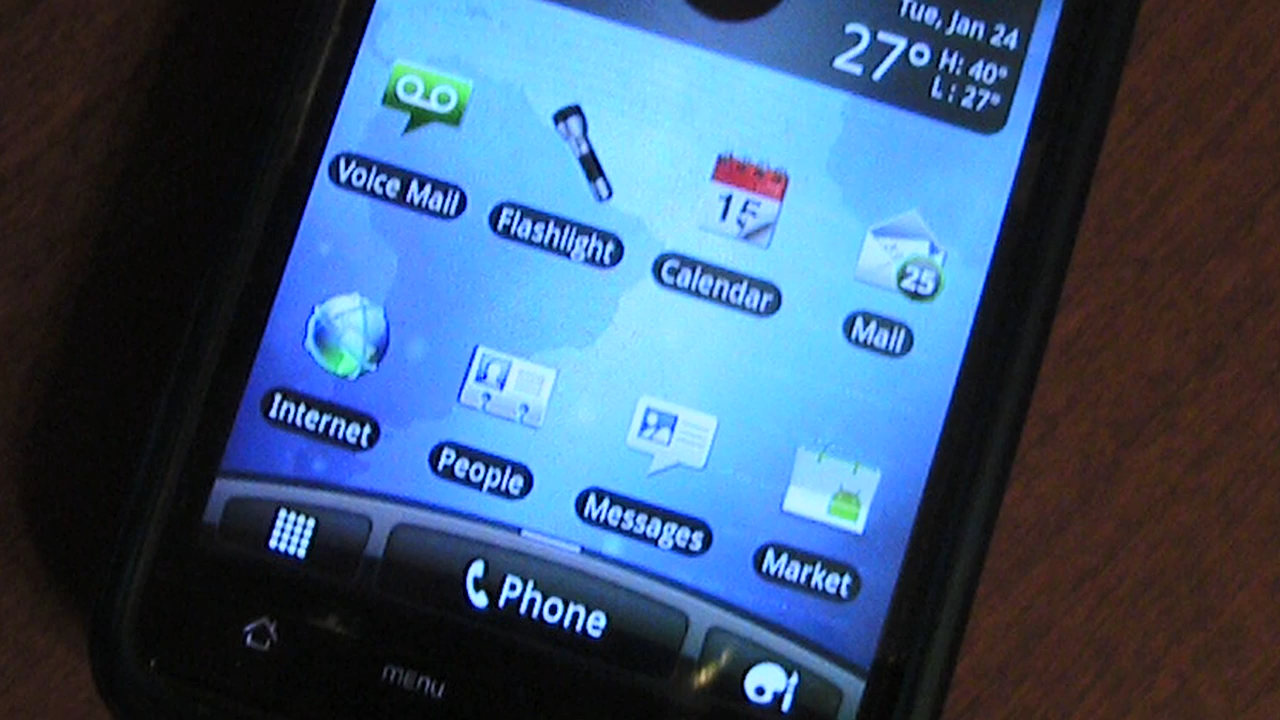 Tue, Jan 24
27° H: 40°
L: 27°
Voice Mail
Flashlight
15
Calendar
25
Mail
Internet
People
Messages
Market
Phone
menu